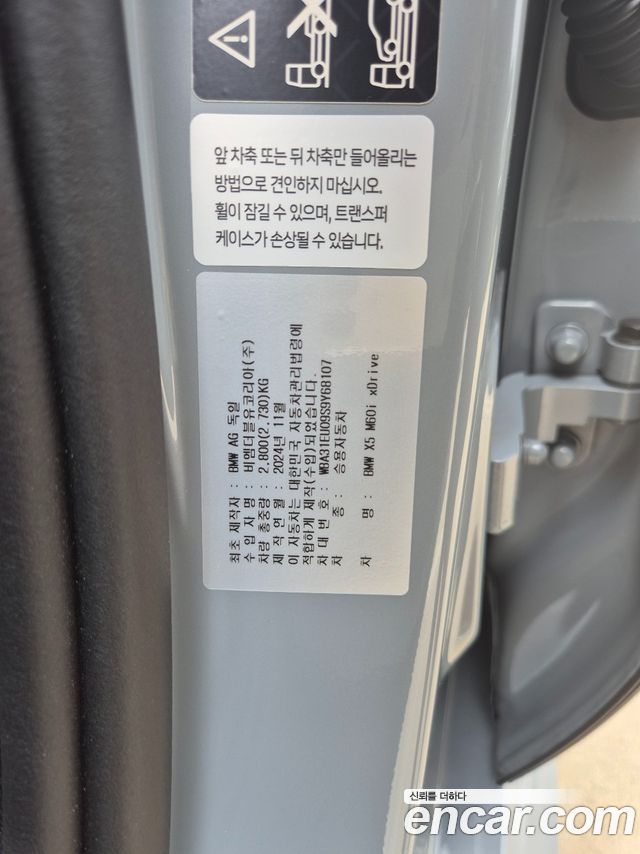 앞 차축 또는 뒤 차축만 들어올리는
방법으로 견인하지 마십시오.
휠이 잠길 수 있으며, 트랜스퍼
케이스가 손상될 수 있습니다.
최초 제작자 : BMW AG 독일
수 입 자 명 : 비엠더블유코리아(주)
차량 총중량 : 2.800(2.730)KG
제 작 연 월 : 2024년 11월
이 자동차는 대한민국 자동차관리법령에
적합하게 제작(수입)되었습니다.
차 대 번 호 : WBA31EU09S9Y68107
차 종 : 승용자동차
차 명 : BMW X5 M60i xDrive
신뢰를 더하다
encar.com